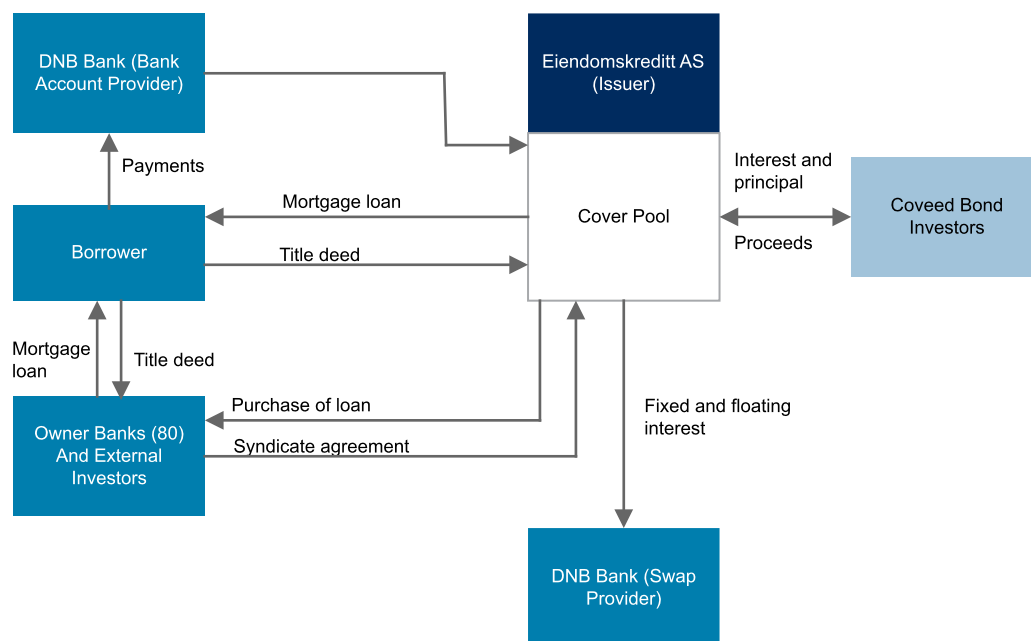 DNB Bank (Bank
Account Provider)
Eiendomskreditt AS
(Issuer)
Payments
Interest and
principal
Mortgage loan
Cover Pool
Coveed Bond
Investors
Borrower
Title deed
Proceeds
Mortgage
loan
Title deed
Purchase of loan
Fixed and floating
interest
Owner Banks (80)
And External
Investors
Syndicate agreement
DNB Bank (Swap
Provider)